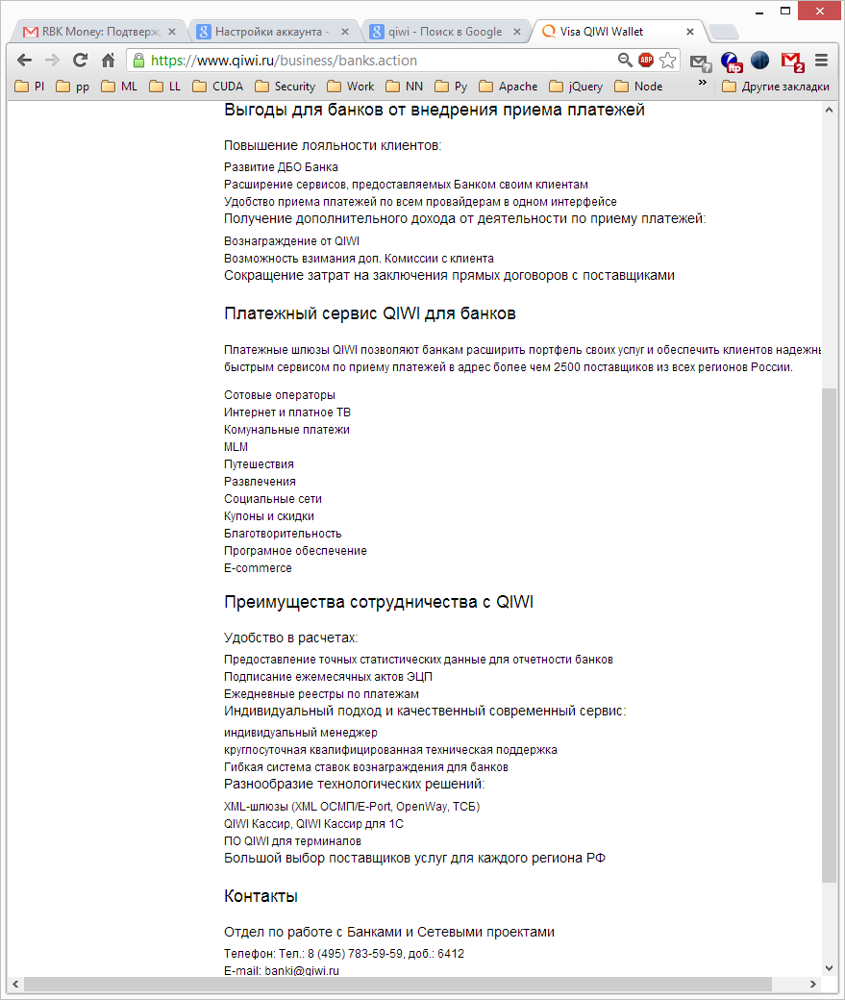 RBK Money: Подтверж
Настройки аккаунта -
qiwi - Поиск в Google
Visa QIWI Wallet
https://www.qiwi.ru/business/banks.action
ABP
?
np
2
PI
pp
ML
LL
CUDA
Security
Work
NN
Py
Apache
jQuery
Node
»
Другие закладки
Выгоды для банков от внедрения приема платежей
Повышение лояльности клиентов:
Развитие ДБО Банка
Расширение сервисов, предоставляемых Банком своим клиентам
Удобство приема платежей по всем провайдерам в одном интерфейсе
Получение дополнительного дохода от деятельности по приему платежей:
Вознаграждение от QIWI
Возможность взимания доп. Комиссии с клиента
Сокращение затрат на заключения прямых договоров с поставщиками
Платежный сервис QIWI для банков
Платежные шлюзы QIWI позволяют банкам расширить портфель своих услуг и обеспечить клиентов надежны
быстрым сервисом по приему платежей в адрес более чем 2500 поставщиков из всех регионов России.
Сотовые операторы
Интернет и платное ТВ
Комунальные платежи
MLM
Путешествия
Развлечения
Социальные сети
Купоны и скидки
Благотворительность
Програмное обеспечение
E-commerce
Преимущества сотрудничества с QIWI
Удобство в расчетах:
Предоставление точных статистических данные для отчетности банков
Подписание ежемесячных актов ЭЦП
Ежедневные реестры по платежам
Индивидуальный подход и качественный современный сервис:
индивидуальный менеджер
круглосуточная квалифицированная техническая поддержка
Гибкая система ставок вознаграждения для банков
Разнообразие технологических решений:
XML-шлюзы (XML ОСМП/E-Port, OpenWay, ТСБ)
QIWI Кассир, QIWI Кассир для 1С
ПО QIWI для терминалов
Большой выбор поставщиков услуг для каждого региона РФ
Контакты
Отдел по работе с Банками и Сетевыми проектами
Телефон: Тел.: 8 (495) 783-59-59, доб.: 6412
E-mail: banki@qiwi.ru